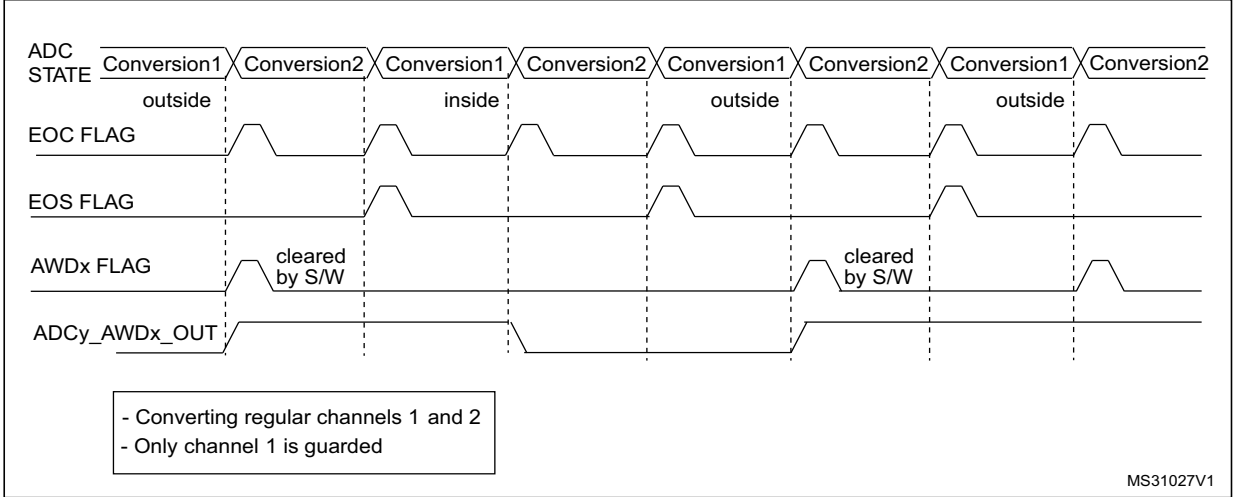 ADC
STATE
Conversion1 Conversion2 Conversion1 Conversion2 Conversion1 Conversion2 Conversion1 Conversion2
outside inside outside outside
EOC FLAG
EOS FLAG
AWDx FLAG
cleared
by S/W
cleared
by S/W
ADCy_AWDx_OUT
- Converting regular channels 1 and 2
- Only channel 1 is guarded
MS31027V1